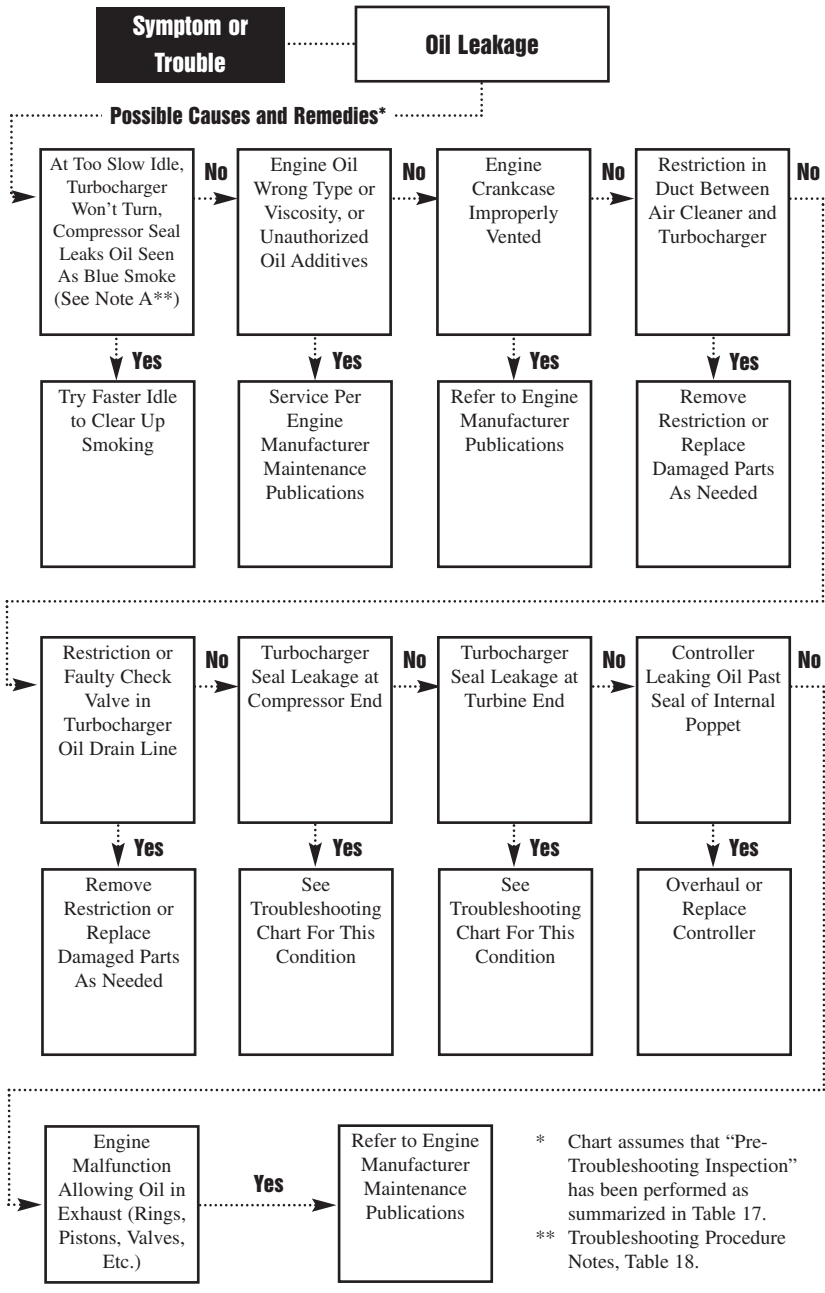 Symptom or
Trouble
Oil Leakage
Possible Causes and Remedies*
At Too Slow Idle,
Turbocharger
Won't Turn,
Compressor Seal
Leaks Oil Seen
As Blue Smoke
(See Note A**)
No
Engine Oil
Wrong Type or
Viscosity, or
Unauthorized
Oil Additives
No
Engine
Crankcase
Improperly
Vented
No
Restriction in
Duct Between
Air Cleaner and
Turbocharger
No
Yes
Yes
Yes
Yes
Try Faster Idle
to Clear Up
Smoking
Service Per
Engine
Manufacturer
Maintenance
Publications
Refer to Engine
Manufacturer
Publications
Remove
Restriction or
Replace
Damaged Parts
As Needed
Restriction or
Faulty Check
Valve in
Turbocharger
Oil Drain Line
No
Turbocharger
Seal Leakage at
Compressor End
No
Turbocharger
Seal Leakage at
Turbine End
No
Controller
Leaking Oil Past
Seal of Internal
Poppet
No
Yes
Yes
Yes
Yes
Remove
Restriction or
Replace
Damaged Parts
As Needed
See
Troubleshooting
Chart For This
Condition
See
Troubleshooting
Chart For This
Condition
Overhaul or
Replace
Controller
Engine
Malfunction
Allowing Oil in
Exhaust (Rings,
Pistons, Valves,
Etc.)
Yes
Refer to Engine
Manufacturer
Maintenance
Publications
* Chart assumes that “Pre-
Troubleshooting Inspection”
has been performed as
summarized in Table 17.
** Troubleshooting Procedure
Notes, Table 18.